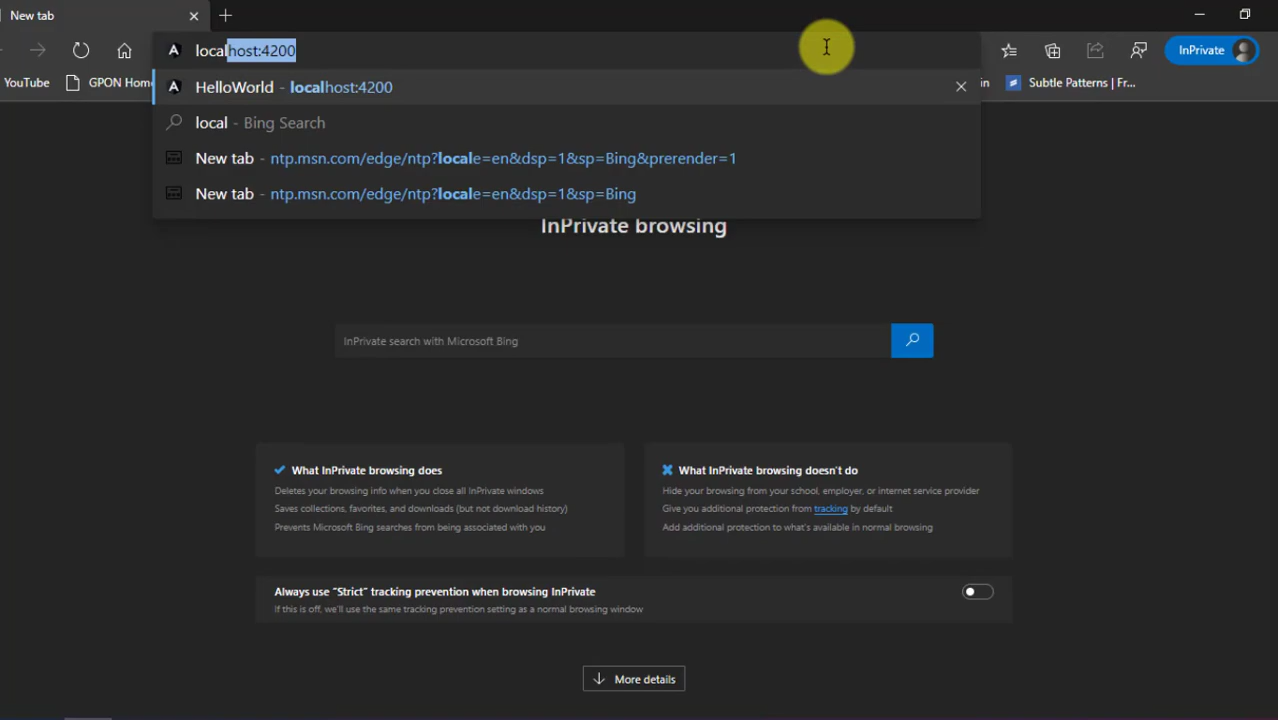 New tab
localhost:4200
InPrivate
YouTube
GPON Hom
in
Subtle Patterns | F...
HelloWorld - localhost:4200
local - Bing Search
New tab - ntp.msn.com/edge/ntp?locale=en&dsp=1&sp=Bing&prerender=1
New tab - ntp.msn.com/edge/ntp?locale=en&dsp=1&sp=Bing
InPrivate browsing
InPrivate search with Microsoft Bing
What InPrivate browsing does
Deletes your browsing info when you close all InPrivate windows
Saves collections, favorites, and downloads (but not download history)
Prevents Microsoft Bing searches from being associated with you
What InPrivate browsing doesn't do
Hide your browsing from your school, employer, or internet service provider
Give you additional protection from tracking by default
Add additional protection to what's available in normal browsing
Always use "Strict" tracking prevention when browsing InPrivate
If this is off, we'll use the same tracking prevention setting as a normal browsing window
More details